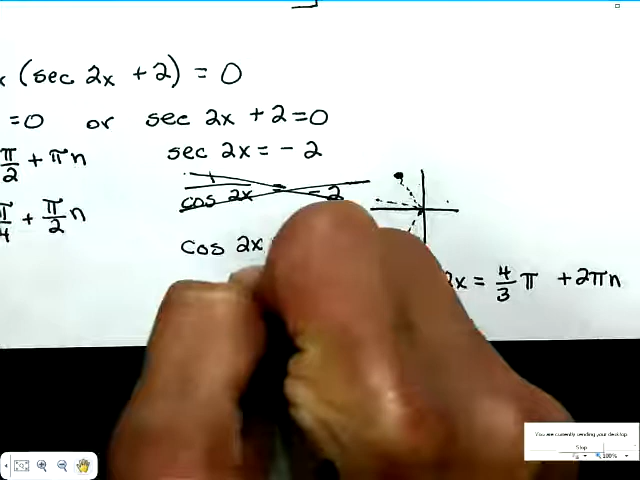 (sec 2x + 2) = 0
= 0 or sec 2x + 2 = 0
π/2 + πn sec 2x = - 2
cos 2x = - 2
π/4 + π/2 n
cos 2x
2x = 4/3 π + 2πn
You are currently sending your desktop
Stop
100%